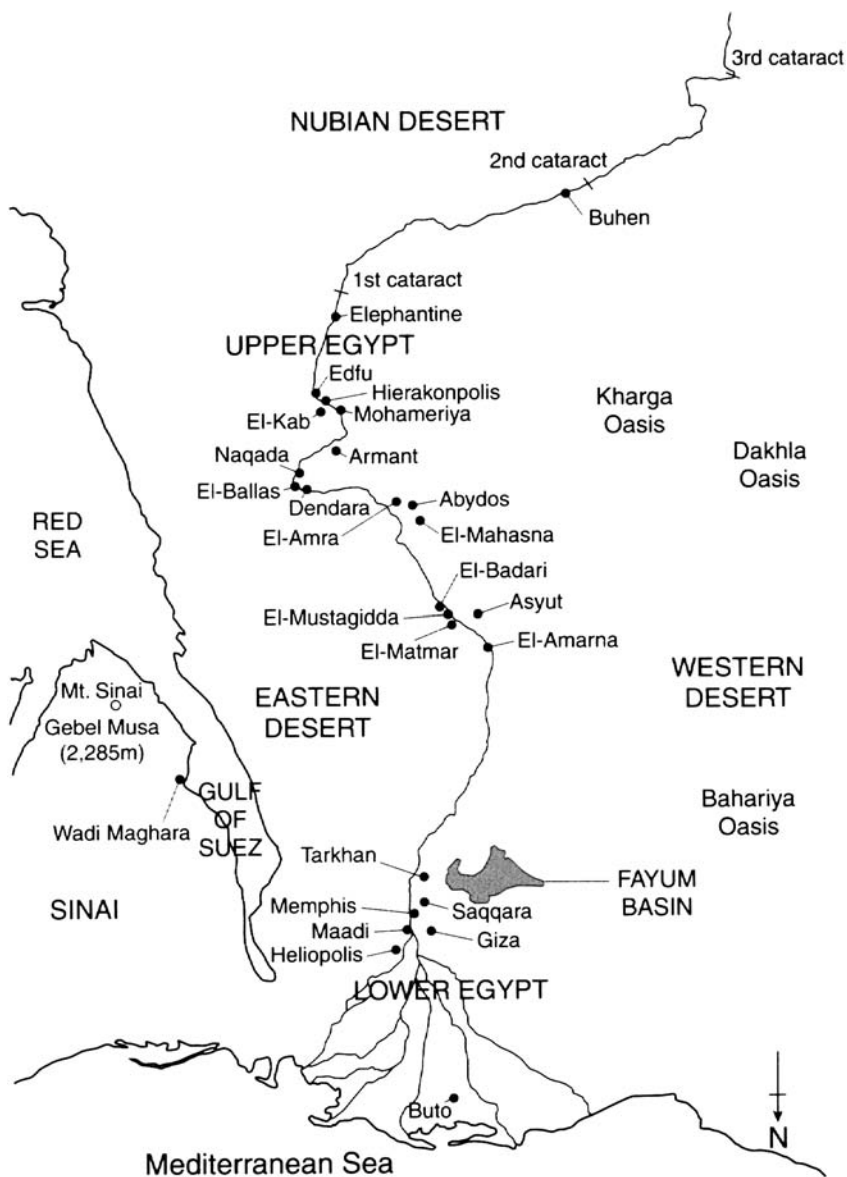 3rd cataract
NUBIAN DESERT
2nd cataract
Buhen
1st cataract
Elephantine
UPPER EGYPT
Edfu
Hierakonpolis
El-Kab
Mohameriya
Kharga
Oasis
Naqada
Armant
Dakhla
Oasis
El-Ballas
Dendara
Abydos
El-Amra
El-Mahasna
RED
SEA
El-Badari
El-Mustagidda
Asyut
El-Matmar
El-Amarna
Mt. Sinai
Gebel Musa
(2,285m)
EASTERN
DESERT
WESTERN
DESERT
Wadi Maghara
GULF
OF
SUEZ
Bahariya
Oasis
Tarkhan
FAYUM
BASIN
SINAI
Memphis
Saqqara
Maadi
Giza
Heliopolis
LOWER EGYPT
Buto
N
Mediterranean Sea